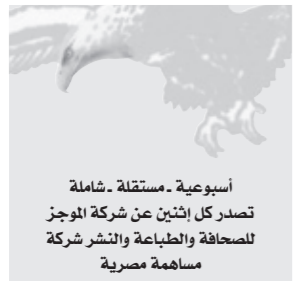 أسبوعية ـ مستقلة ـ شاملة
تصدر كل إثنين عن شركة الموجز
للصحافة والطباعة والنشر شركة
مساهمة مصرية